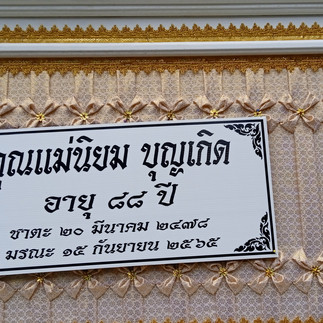 คุณแม่นิยม บุญเกิด
อายุ ๘๘ ปี
ชาตะ ๒๐ มีนาคม ๒๔๗๘
มรณะ ๑๕ กันยายน ๒๕๖๕